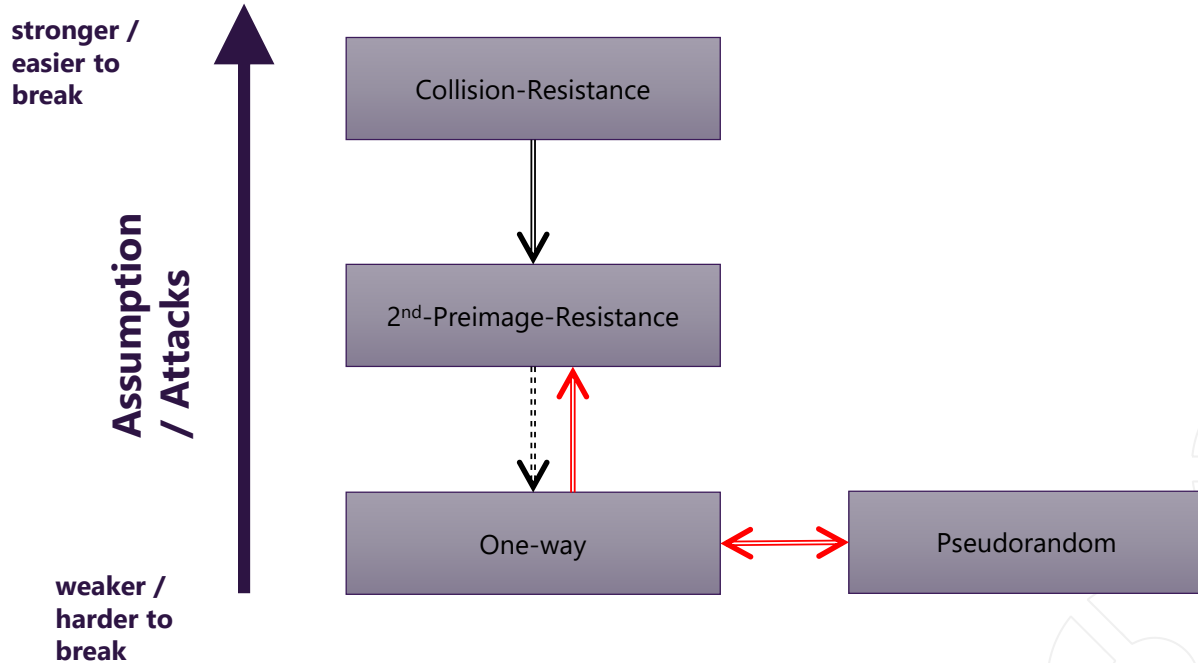 stronger /
easier to
break
Collision-Resistance
Assumption
/ Attacks
2nd-Preimage-Resistance
One-way
Pseudorandom
weaker /
harder to
break